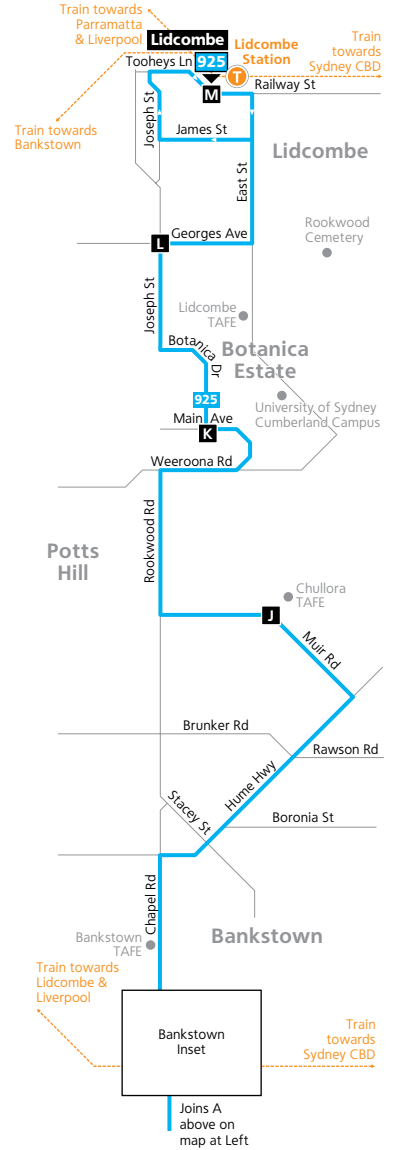 Train towards
Parramatta
& Liverpool
Lidcombe
925
Lidcombe
Station
T
Train
towards
Sydney CBD
Tooheys Ln
M
Railway St
Train towards
Bankstown
Joseph St
James St
Lidcombe
East St
Rookwood
Cemetery
Georges Ave
L
Joseph St
Lidcombe
TAFE
Botanica Dr
Botanica
Estate
925
University of Sydney
Cumberland Campus
Main Ave
K
Weeroona Rd
Rookwood Rd
Potts
Hill
Chullora
TAFE
J
Muir Rd
Brunker Rd
Rawson Rd
Hume Hwy
Stacey St
Boronia St
Chapel Rd
Bankstown
TAFE
Bankstown
Train towards
Lidcombe &
Liverpool
Bankstown
Inset
Train
towards
Sydney CBD
Joins A
above on
map at Left